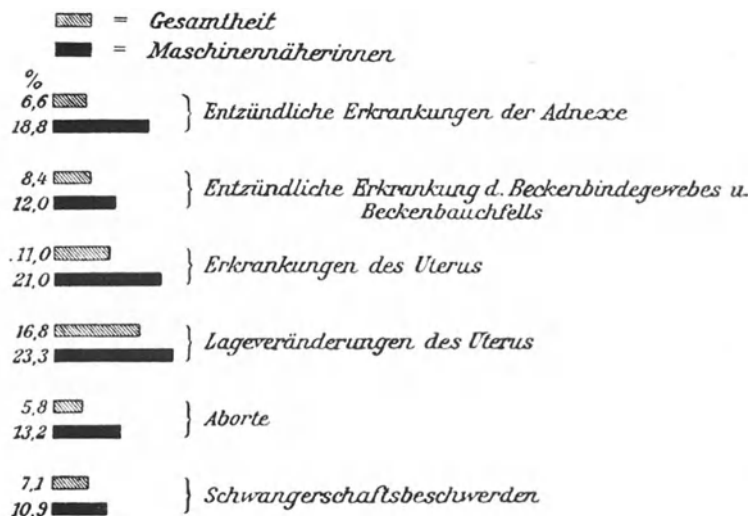 = Gesamtheit
= Maschinennäherinnen
%
6,6
18,8
} Entzündliche Erkrankungen der Adnexe
8,4
12,0
} Entzündliche Erkrankung d. Beckenbindegewebes u.
Beckenbauchfells
.11,0
21,0
} Erkrankungen des Uterus
16,8
23,3
} Lageveränderungen des Uterus
5,8
13,2
} Aborte
7,1
10,9
} Schwangerschaftsbeschwerden